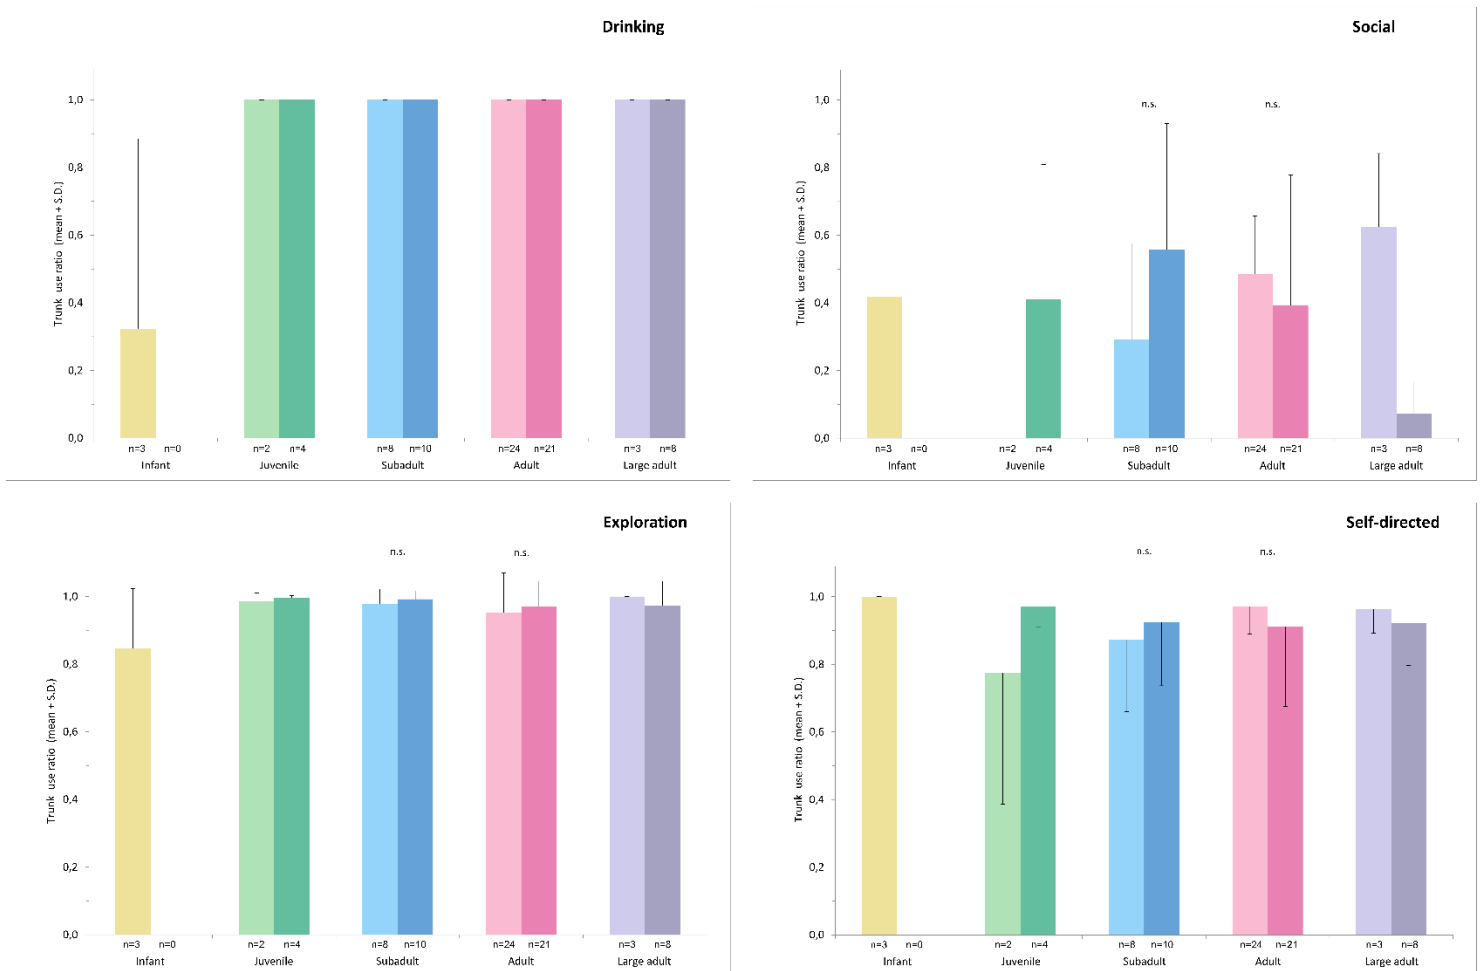 Drinking
Trunk use ratio (mean + S.D.)
1,0
0,8
0,6
0,4
0,2
0,0
n=3 n=0 n=2 n=4 n=8 n=10 n=24 n=21 n=3 n=8
Infant Juvenile Subadult Adult Large adult
Social
Trunk use ratio (mean + S.D.)
n.s. n.s.
1,0
0,8
0,6
0,4
0,2
0,0
n=3 n=0 n=2 n=4 n=8 n=10 n=24 n=21 n=3 n=8
Infant Juvenile Subadult Adult Large adult
Exploration
Trunk use ratio (mean + S.D.)
n.s. n.s.
1,0
0,8
0,6
0,4
0,2
0,0
n=3 n=0 n=2 n=4 n=8 n=10 n=24 n=21 n=3 n=8
Infant Juvenile Subadult Adult Large adult
Self-directed
Trunk use ratio (mean + S.D.)
n.s. n.s.
1,0
0,8
0,6
0,4
0,2
0,0
n=3 n=0 n=2 n=4 n=8 n=10 n=24 n=21 n=3 n=8
Infant Juvenile Subadult Adult Large adult